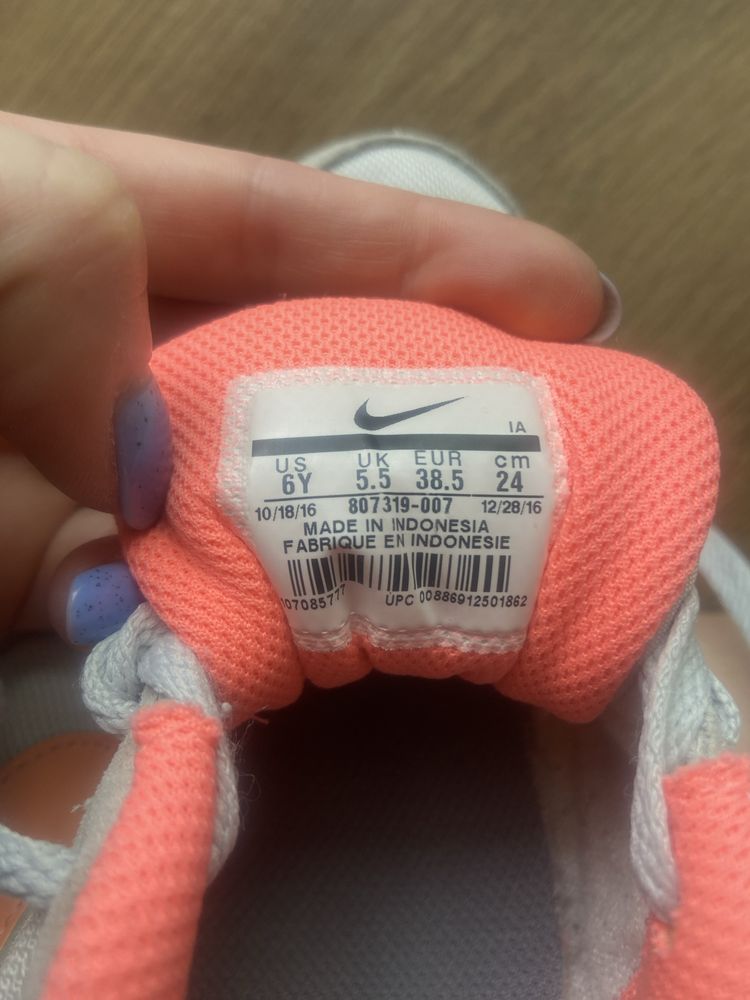 IA
US UK EUR cm
6Y 5.5 38.5 24
10/18/16 807319-007 12/28/16
MADE IN INDONESIA
FABRIQUE EN INDONESIE
UPC 00886912501862